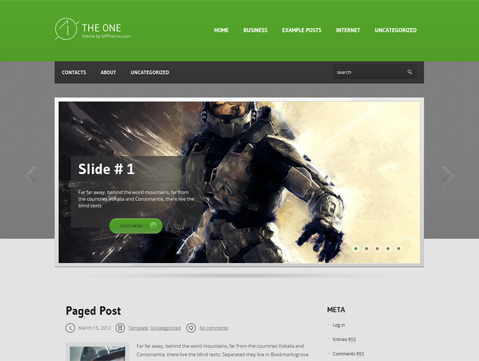 THE ONE
theme by SMThemes.com
HOME BUSINESS EXAMPLE POSTS INTERNET UNCATEGORIZED
CONTACTS ABOUT UNCATEGORIZED search
Slide # 1
Far far away, behind the word mountains, far from
the countries Vokalia and Consonantia, there live the
blind texts
READ MORE
Paged Post
March 15, 2012 Template, Uncategorized No comments
Far far away, behind the word mountains, far from the countries Vokalia and
Consonantia, there live the blind texts. Separated they live in Bookmarksgrove
META
Log in
Entries RSS
Comments RSS